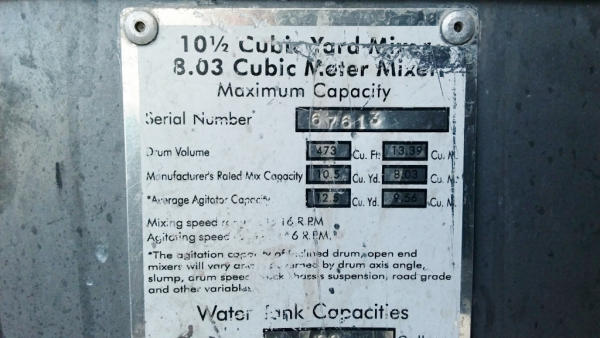 10½ Cubic Yard Mixer
8.03 Cubic Meter Mixer
Maximum Capacity
Serial Number 67613
Drum Volume 473 Cu. Ft. 13.39 Cu. M.
Manufacturer's Rated Mix Capacity 10.5 Cu. Yd. 8.03 Cu. M.
*Average Agitator Capacity 12.5 Cu. Yd. 9.56 Cu. M.
Mixing speed 16 R.P.M
Agitating speed 6 R.P.M.
*The agitation capacity of inclined drum, open end
mixers will vary and by drum axis angle,
slump, drum speed, truck chassis suspension, road grade
and other variables
Water Tank Capacities